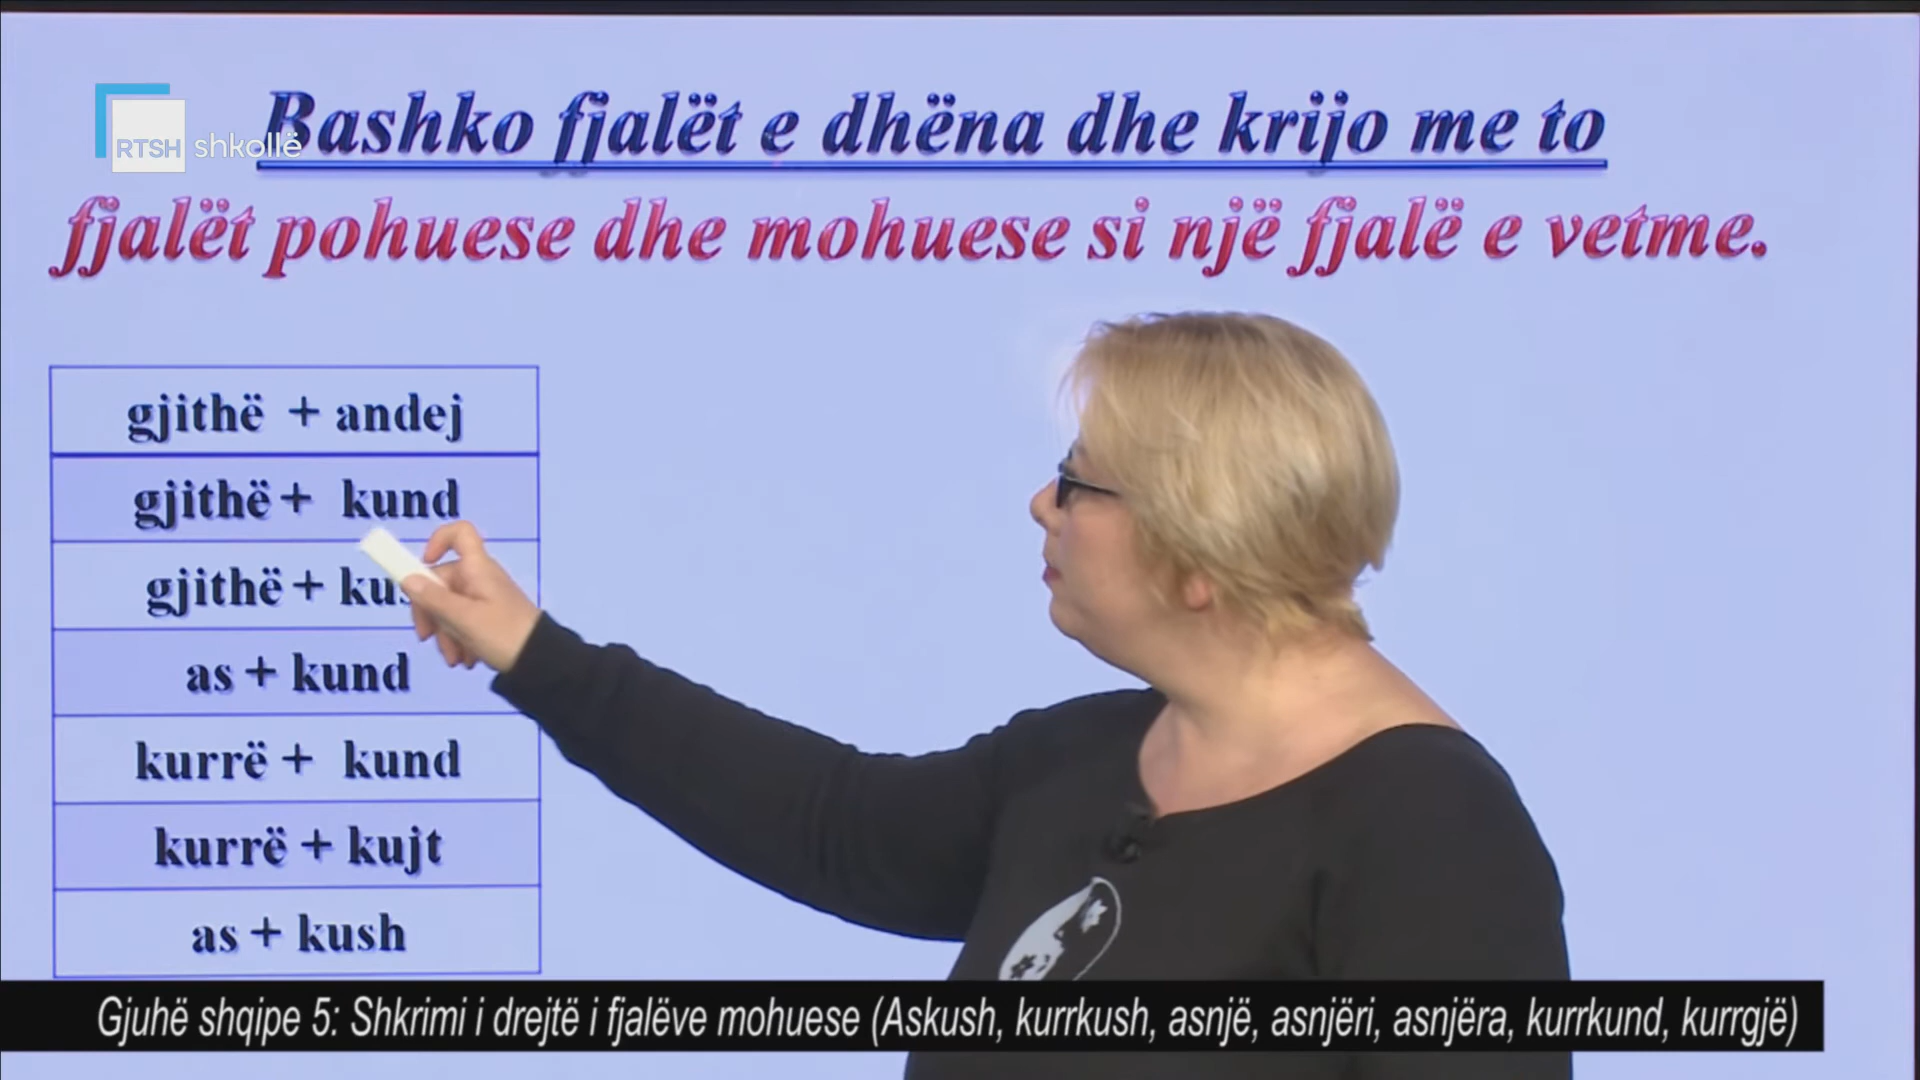 RTSH shkollë
Bashko fjalët e dhëna dhe krijo me to
fjalët pohuese dhe mohuese si një fjalë e vetme.
gjithë + andej
gjithë + kund
gjithë +
as + kund
kurrë + kund
kurrë + kujt
as + kush
Gjuhë shqipe 5: Shkrimi i drejtë i fjalëve mohuese (Askush, kurrkush, asnjë, asnjëri, asnjëra, kurrkund, kurrgjë)